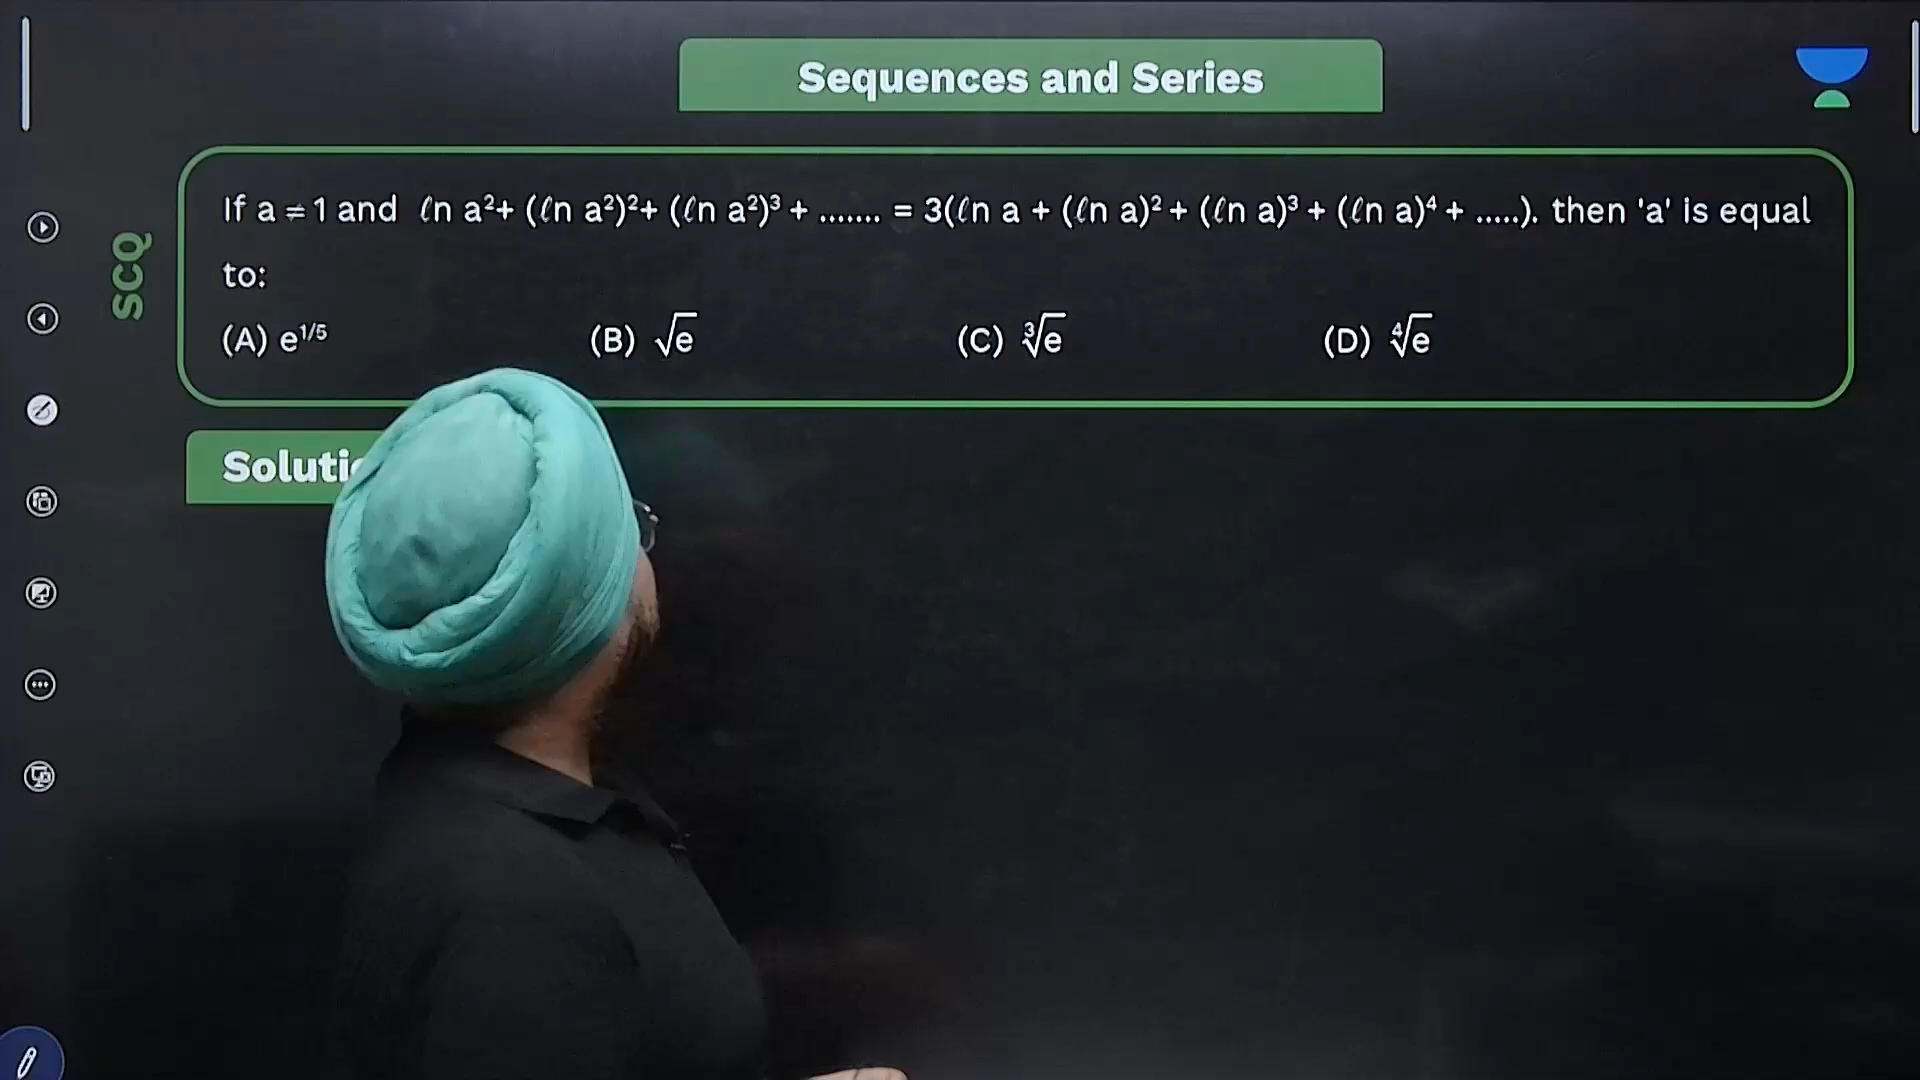 Sequences and Series
SCQ
If a ≠ 1 and ℓn a²+ (ℓn a²)²+ (ℓn a²)³ + ....... = 3(ℓn a + (ℓn a)² + (ℓn a)³ + (ℓn a)⁴ + .....). then 'a' is equal
to:
(A) e^1/5 (B) √e (C) ∛e (D) ∜e